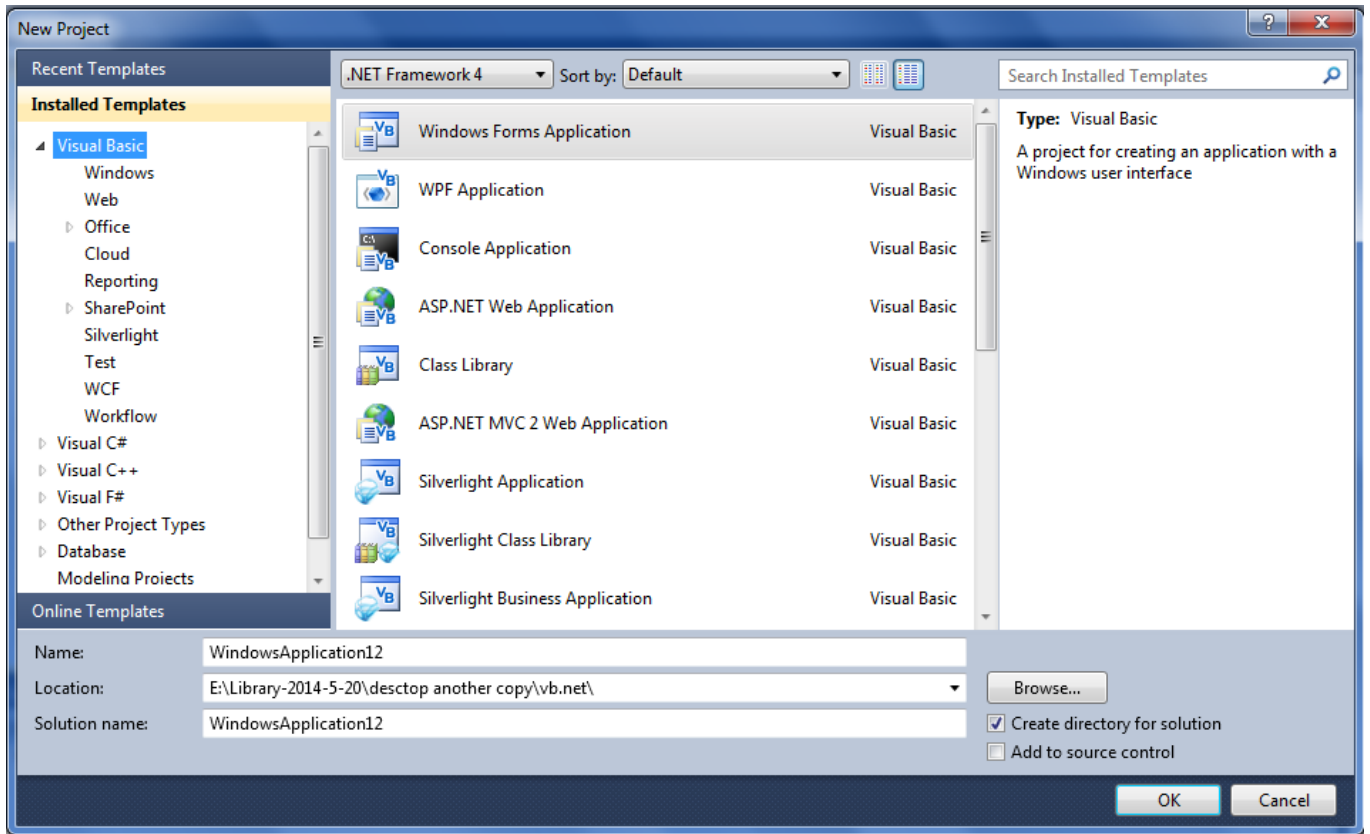 New Project
Recent Templates
Installed Templates
Visual Basic
Windows
Web
Office
Cloud
Reporting
SharePoint
Silverlight
Test
WCF
Workflow
Visual C#
Visual C++
Visual F#
Other Project Types
Database
Modeling Projects
Online Templates
.NET Framework 4
Sort by: Default
Windows Forms Application Visual Basic
WPF Application Visual Basic
Console Application Visual Basic
ASP.NET Web Application Visual Basic
Class Library Visual Basic
ASP.NET MVC 2 Web Application Visual Basic
Silverlight Application Visual Basic
Silverlight Class Library Visual Basic
Silverlight Business Application Visual Basic
Search Installed Templates
Type: Visual Basic
A project for creating an application with a
Windows user interface
Name: WindowsApplication12
Location: E:\Library-2014-5-20\desctop another copy\vb.net\
Browse...
Solution name: WindowsApplication12
Create directory for solution
Add to source control
OK
Cancel